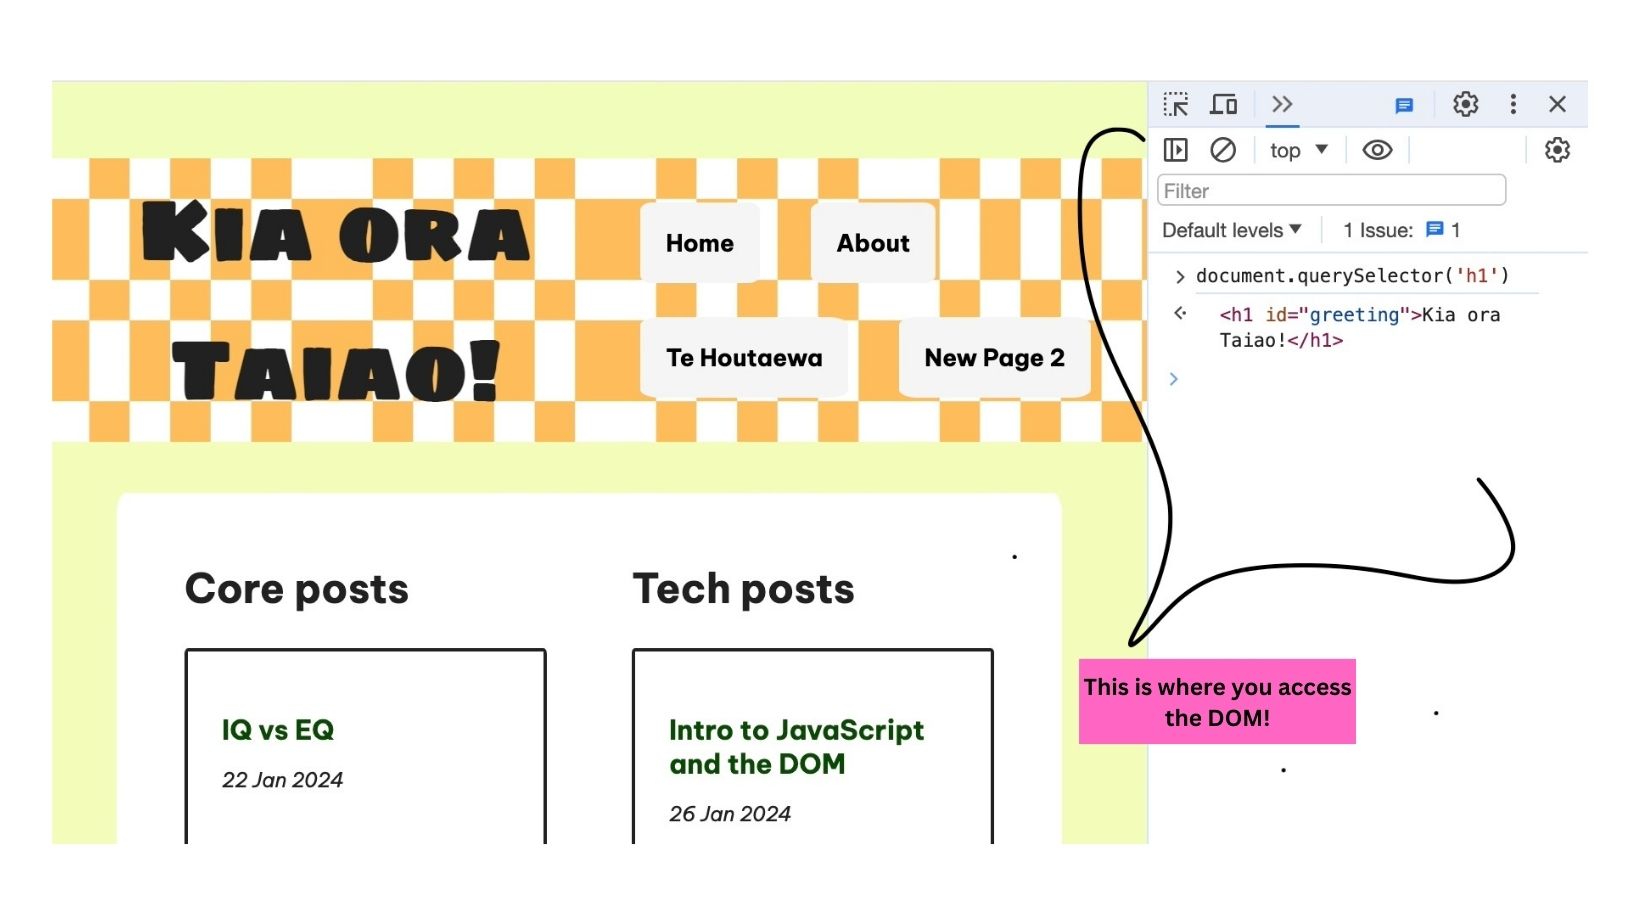 Kia ora
Taiao!
Home
About
Te Houtaewa
New Page 2
Core posts
IQ vs EQ
22 Jan 2024
Tech posts
Intro to JavaScript
and the DOM
26 Jan 2024
top
Filter
Default levels
1 Issue: 1
document.querySelector('h1')
<h1 id="greeting">Kia ora
Taiao!</h1>
This is where you access
the DOM!